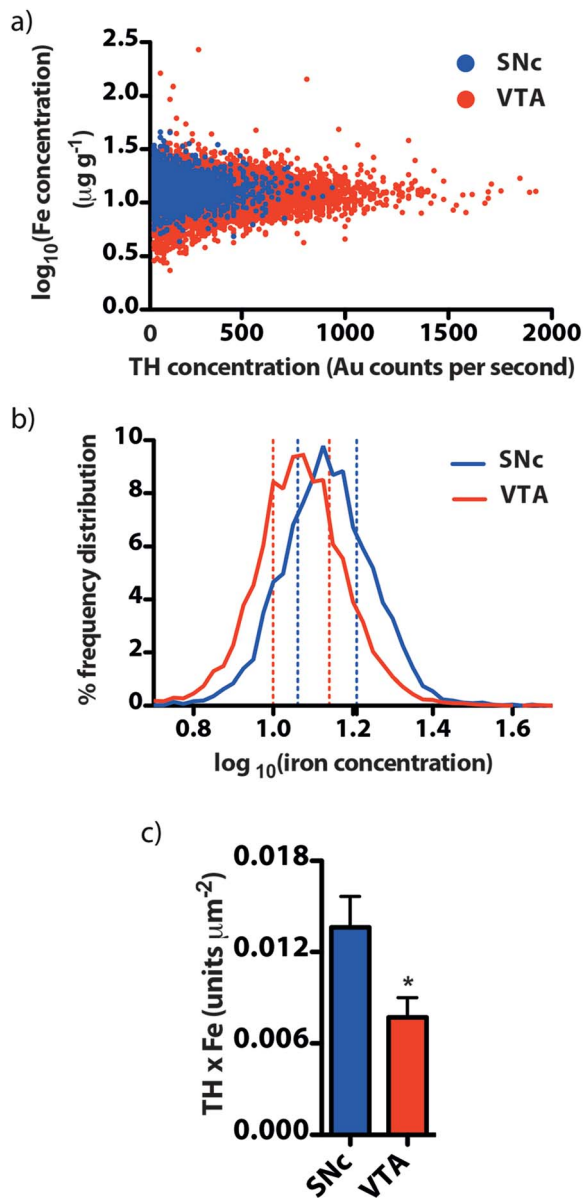 a)
log10(Fe concentration)
(μg g-1)
2.5
2.0
1.5
1.0
0.5
0.0
SNc
VTA
0 500 1000 1500 2000
TH concentration (Au counts per second)
b)
% frequency distribution
10
8
6
4
2
0
SNc
VTA
0.8 1.0 1.2 1.4 1.6
log 10(iron concentration)
c)
TH x Fe (units μm-2)
0.018
0.012
0.006
0.000
*
SNc
VTA